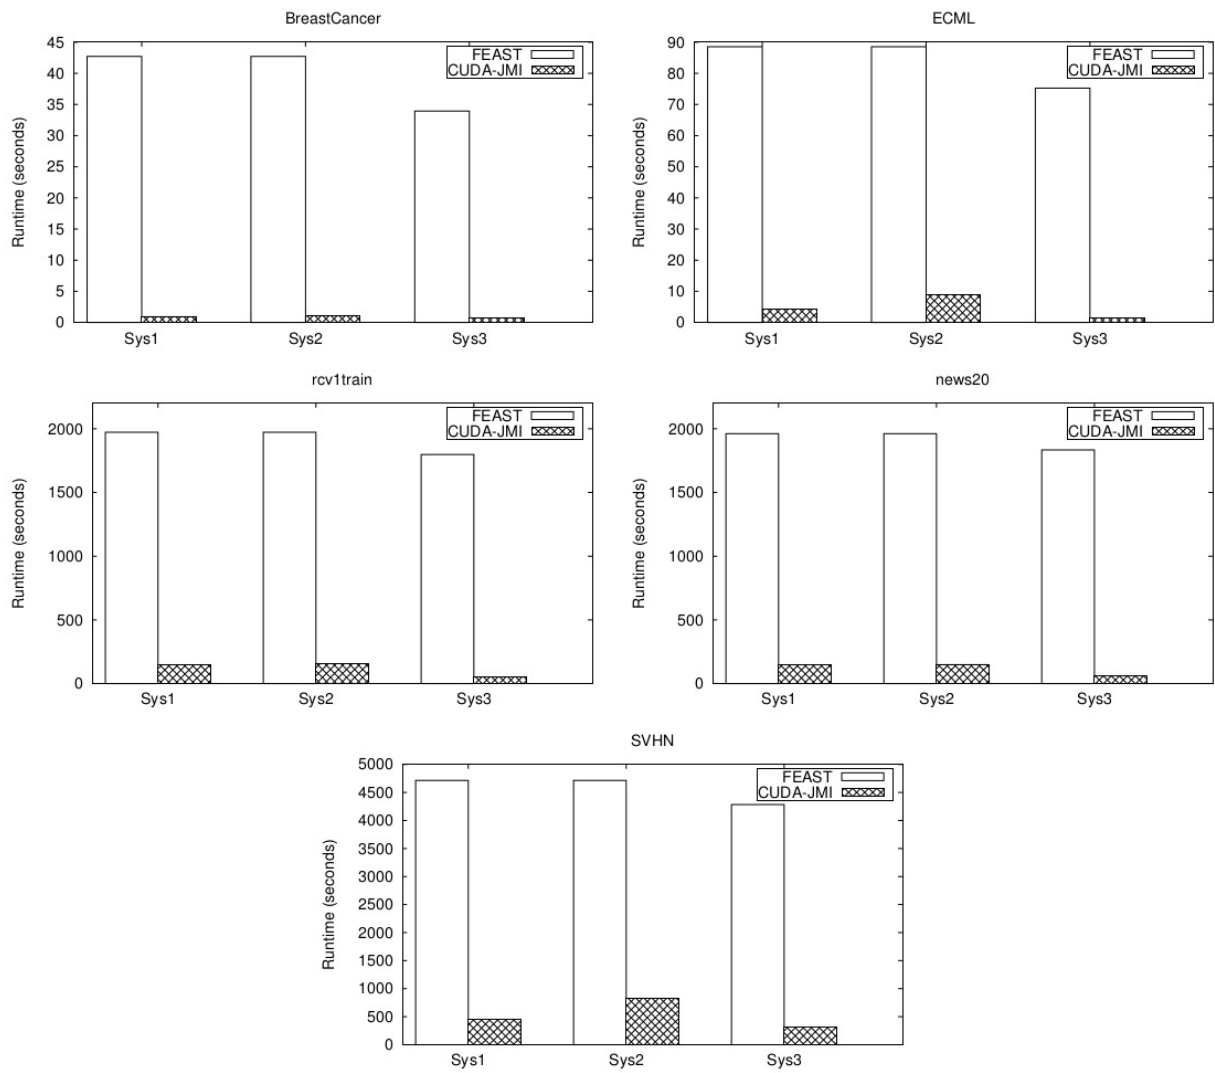 BreastCancer
45
40
35
30
25
20
15
10
5
0
Runtime (seconds)
FEAST
CUDA-JMI
Sys1 Sys2 Sys3
ECML
90
80
70
60
50
40
30
20
10
0
Runtime (seconds)
FEAST
CUDA-JMI
Sys1 Sys2 Sys3
rcv1train
2000
1500
1000
500
0
Runtime (seconds)
FEAST
CUDA-JMI
Sys1 Sys2 Sys3
news20
2000
1500
1000
500
0
Runtime (seconds)
FEAST
CUDA-JMI
Sys1 Sys2 Sys3
SVHN
5000
4500
4000
3500
3000
2500
2000
1500
1000
500
0
Runtime (seconds)
FEAST
CUDA-JMI
Sys1 Sys2 Sys3